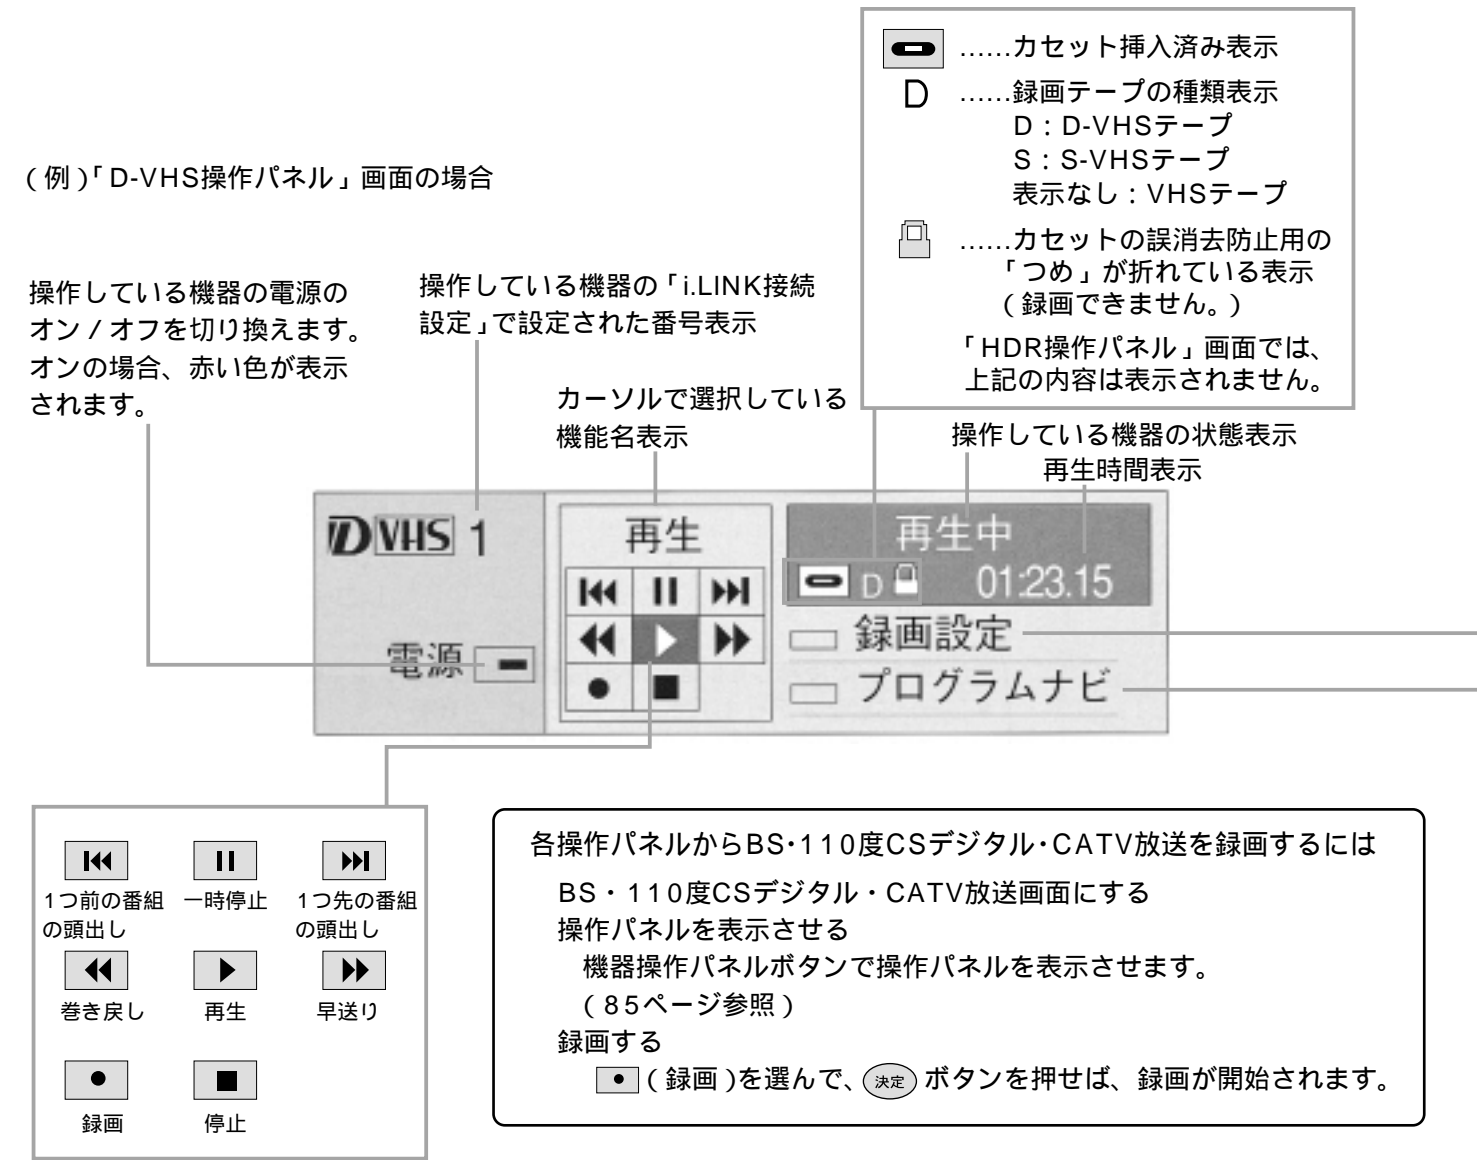 ……カセット挿入済み表示
D ……録画テープの種類表示
D：D-VHSテープ
S：S-VHSテープ
表示なし：VHSテープ
……カセットの誤消去防止用の
「つめ」が折れている表示
（録画できません。）
「HDR操作パネル」画面では、
上記の内容は表示されません。
（例）「D-VHS操作パネル」画面の場合
操作している機器の電源の
オン／オフを切り換えます。
オンの場合、赤い色が表示
されます。
操作している機器の「i.LINK接続
設定」で設定された番号表示
カーソルで選択している
機能名表示
操作している機器の状態表示
再生時間表示
D VHS 1
電源
再生
再生中
D 01:23.15
録画設定
プログラムナビ
1つ前の番組
の頭出し
一時停止
1つ先の番組
の頭出し
巻き戻し
再生
早送り
録画
停止
各操作パネルからBS・110度CSデジタル・CATV放送を録画するには
BS・110度CSデジタル・CATV放送画面にする
操作パネルを表示させる
機器操作パネルボタンで操作パネルを表示させます。
（85ページ参照）
録画する
（録画）を選んで、決定ボタンを押せば、録画が開始されます。